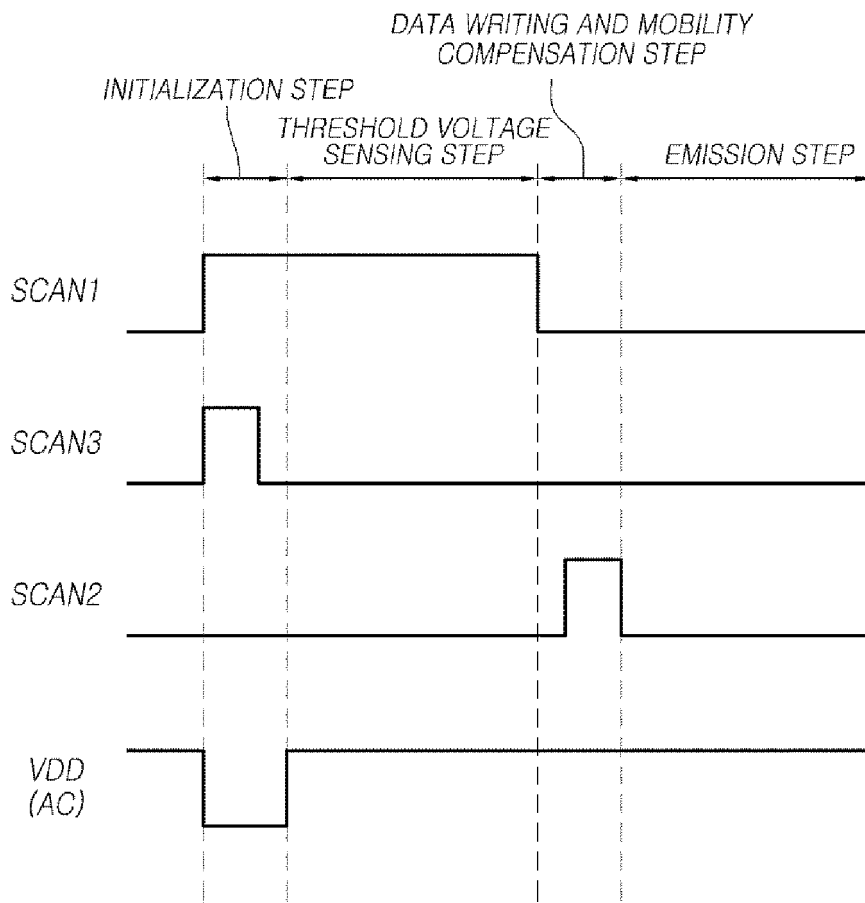 DATA WRITING AND MOBILITY
COMPENSATION STEP
INITIALIZATION STEP
THRESHOLD VOLTAGE
SENSING STEP
EMISSION STEP
SCAN1
SCAN3
SCAN2
VDD
(AC)